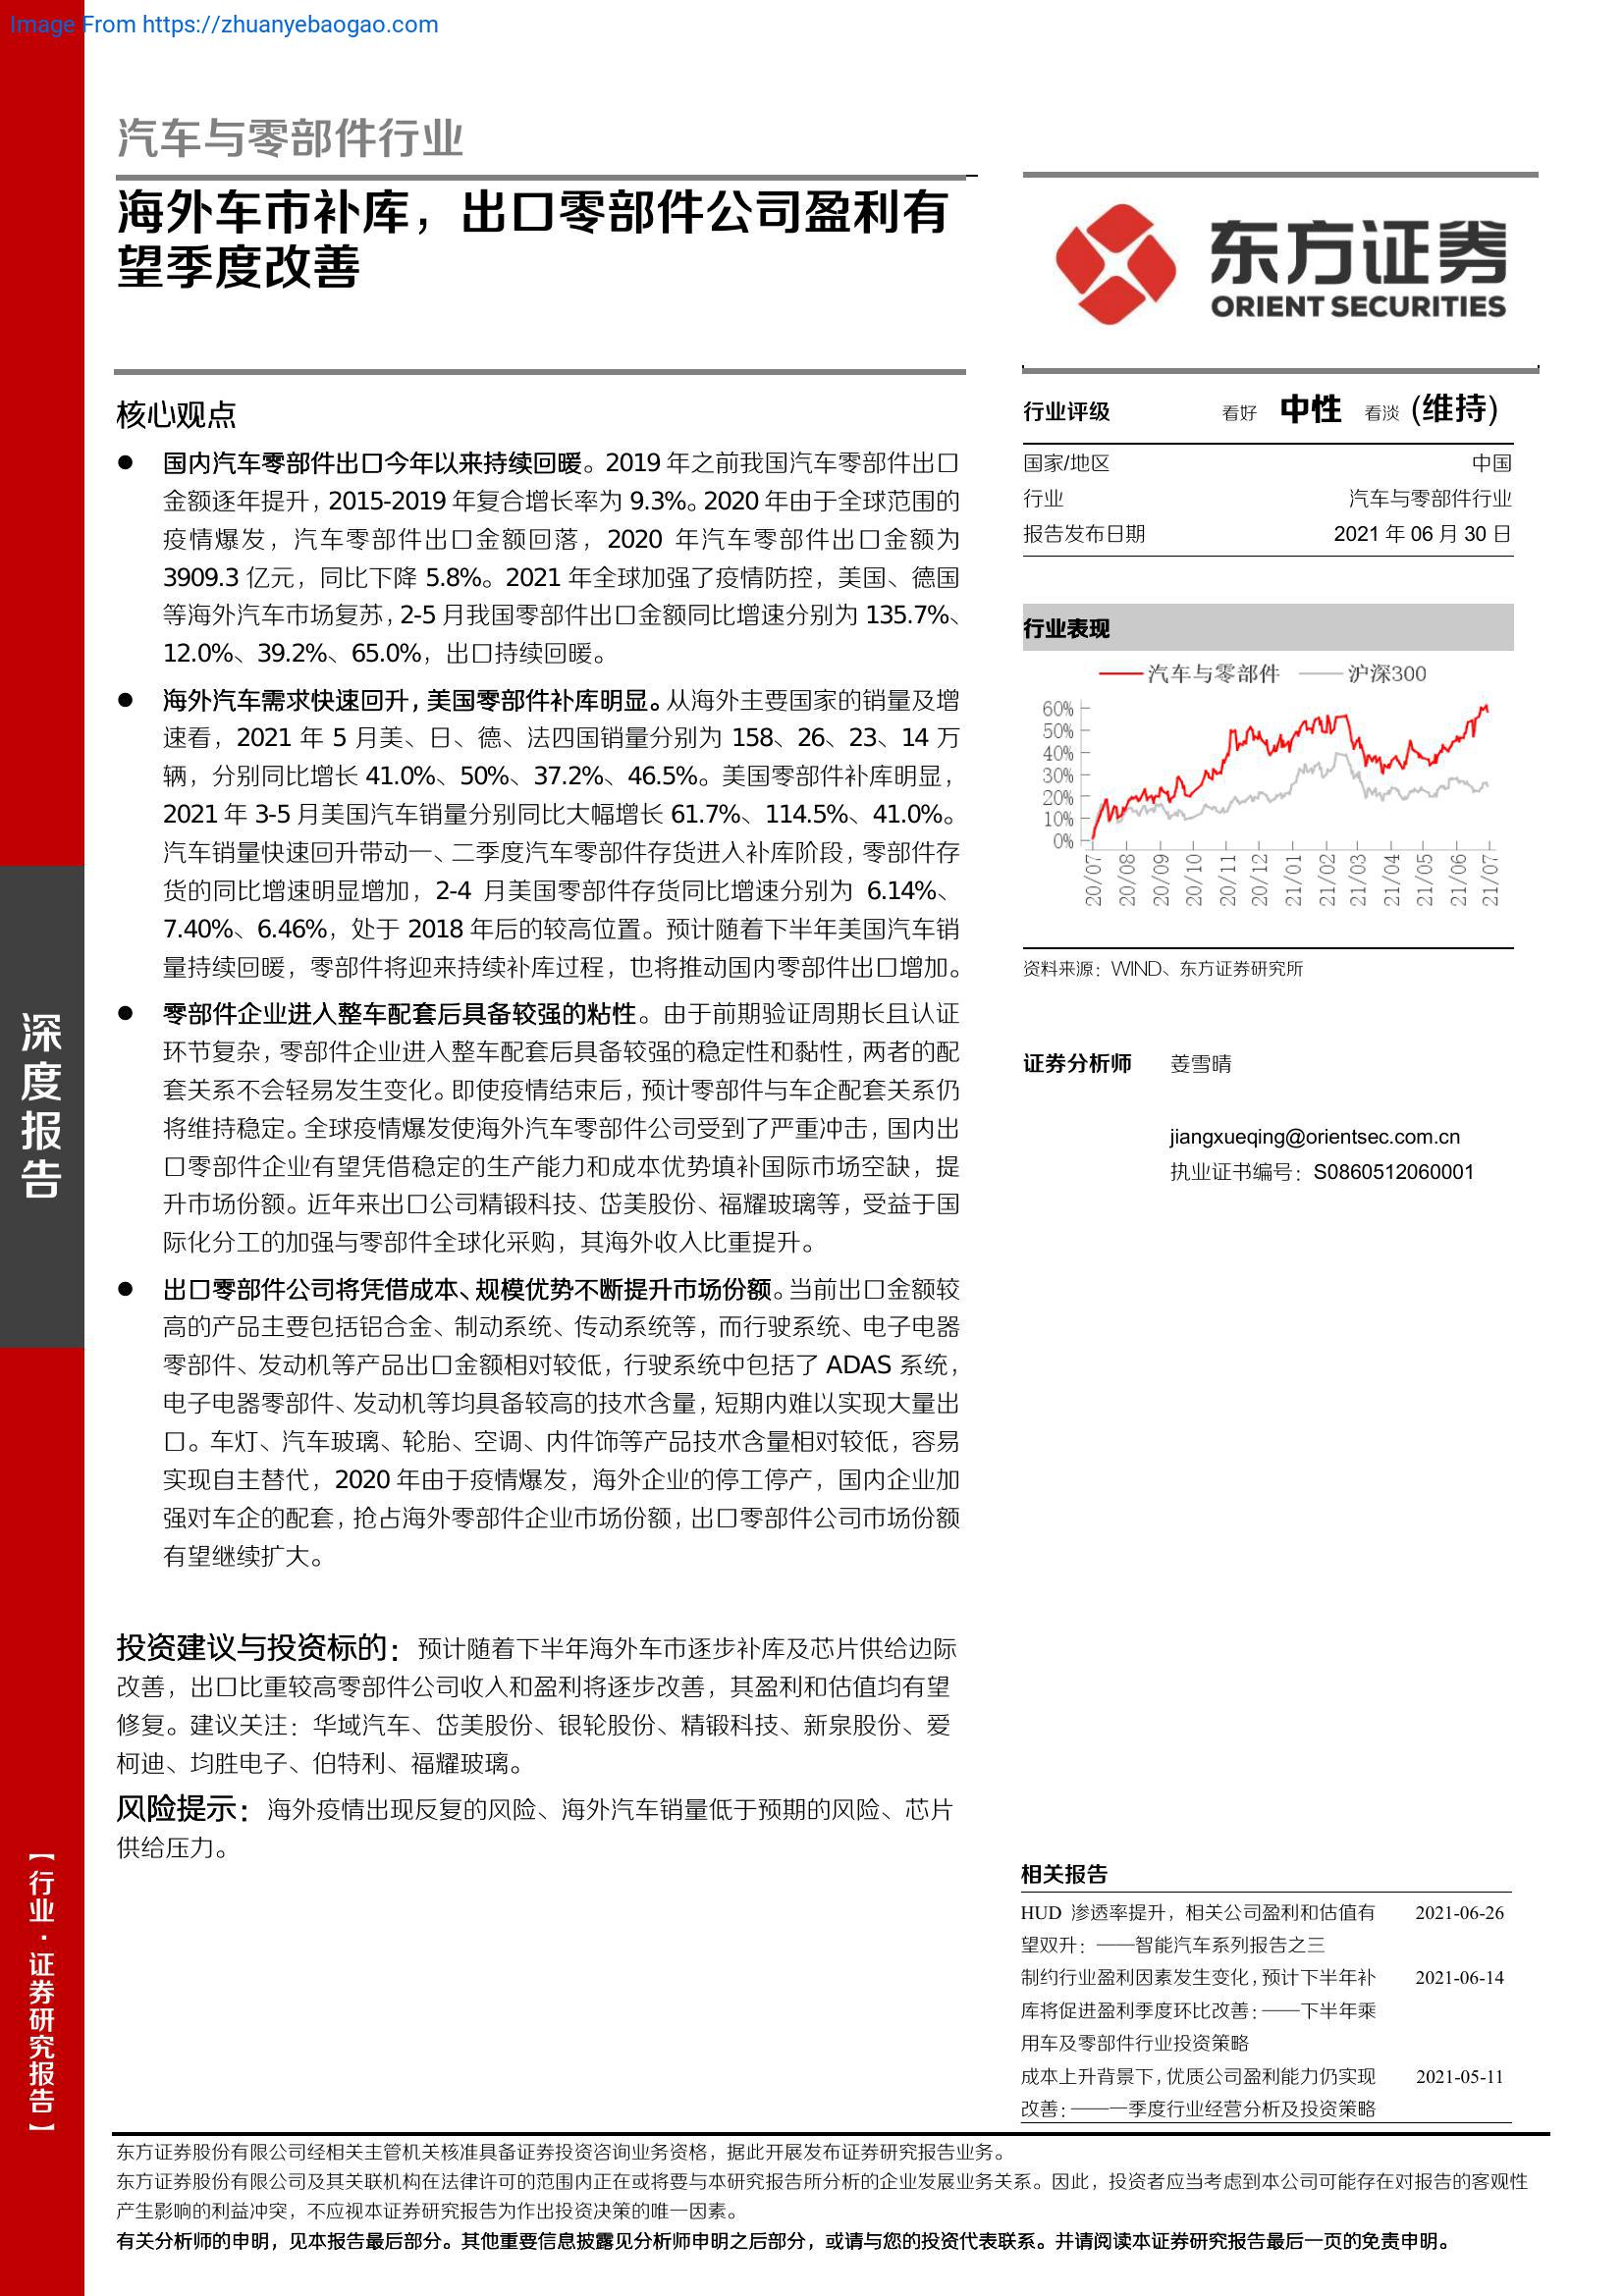 Image From https://zhuanyebaogao.com
汽车与零部件行业
海外车市补库，出口零部件公司盈利有
望季度改善
东方证券
ORIENT SECURITIES
核心观点
● 国内汽车零部件出口今年以来持续回暖。2019 年之前我国汽车零部件出口
金额逐年提升，2015-2019 年复合增长率为 9.3%。2020 年由于全球范围的
疫情爆发，汽车零部件出口金额回落，2020 年汽车零部件出口金额为
3909.3 亿元，同比下降 5.8%。2021 年全球加强了疫情防控，美国、德国
等海外汽车市场复苏，2-5 月我国零部件出口金额同比增速分别为 135.7%、
12.0%、39.2%、65.0%，出口持续回暖。
● 海外汽车需求快速回升，美国零部件补库明显。从海外主要国家的销量及增
速看，2021 年 5 月美、日、德、法四国销量分别为 158、26、23、14 万
辆，分别同比增长 41.0%、50%、37.2%、46.5%。美国零部件补库明显，
2021 年 3-5 月美国汽车销量分别同比大幅增长 61.7%、114.5%、41.0%。
汽车销量快速回升带动一、二季度汽车零部件存货进入补库阶段，零部件存
货的同比增速明显增加，2-4 月美国零部件存货同比增速分别为 6.14%、
7.40%、6.46%，处于 2018 年后的较高位置。预计随着下半年美国汽车销
量持续回暖，零部件将迎来持续补库过程，也将推动国内零部件出口增加。
● 零部件企业进入整车配套后具备较强的粘性。由于前期验证周期长且认证
环节复杂，零部件企业进入整车配套后具备较强的稳定性和黏性，两者的配
套关系不会轻易发生变化。即使疫情结束后，预计零部件与车企配套关系仍
将维持稳定。全球疫情爆发使海外汽车零部件公司受到了严重冲击，国内出
口零部件企业有望凭借稳定的生产能力和成本优势填补国际市场空缺，提
升市场份额。近年来出口公司精锻科技、岱美股份、福耀玻璃等，受益于国
际化分工的加强与零部件全球化采购，其海外收入比重提升。
● 出口零部件公司将凭借成本、规模优势不断提升市场份额。当前出口金额较
高的产品主要包括铝合金、制动系统、传动系统等，而行驶系统、电子电器
零部件、发动机等产品出口金额相对较低，行驶系统中包括了 ADAS 系统，
电子电器零部件、发动机等均具备较高的技术含量，短期内难以实现大量出
口。车灯、汽车玻璃、轮胎、空调、内件饰等产品技术含量相对较低，容易
实现自主替代，2020 年由于疫情爆发，海外企业的停工停产，国内企业加
强对车企的配套，抢占海外零部件企业市场份额，出口零部件公司市场份额
有望继续扩大。
投资建议与投资标的：预计随着下半年海外车市逐步补库及芯片供给边际
改善，出口比重较高零部件公司收入和盈利将逐步改善，其盈利和估值均有望
修复。建议关注：华域汽车、岱美股份、银轮股份、精锻科技、新泉股份、爱
柯迪、均胜电子、伯特利、福耀玻璃。
风险提示：海外疫情出现反复的风险、海外汽车销量低于预期的风险、芯片
供给压力。
行业评级 看好 中性 看淡 (维持)
国家/地区 中国
行业 汽车与零部件行业
报告发布日期 2021 年 06 月 30 日
行业表现
汽车与零部件 沪深300
60%
50%
40%
30%
20%
10%
0%
20/07 20/08 20/09 20/10 20/11 20/12 21/01 21/02 21/03 21/04 21/05 21/06 21/07
资料来源：WIND、东方证券研究所
证券分析师 姜雪晴
jiangxueqing@orientsec.com.cn
执业证书编号：S0860512060001
相关报告
HUD 渗透率提升，相关公司盈利和估值有 2021-06-26
望双升：——智能汽车系列报告之三
制约行业盈利因素发生变化，预计下半年补 2021-06-14
库将促进盈利季度环比改善：——下半年乘
用车及零部件行业投资策略
成本上升背景下，优质公司盈利能力仍实现 2021-05-11
改善：——一季度行业经营分析及投资策略
深度报告
【行业·证券研究报告】
东方证券股份有限公司经相关主管机关核准具备证券投资咨询业务资格，据此开展发布证券研究报告业务。
东方证券股份有限公司及其关联机构在法律许可的范围内正在或将要与本研究报告所分析的企业发展业务关系。因此，投资者应当考虑到本公司可能存在对报告的客观性
产生影响的利益冲突，不应视本证券研究报告为作出投资决策的唯一因素。
有关分析师的申明，见本报告最后部分。其他重要信息披露见分析师申明之后部分，或请与您的投资代表联系。并请阅读本证券研究报告最后一页的免责申明。